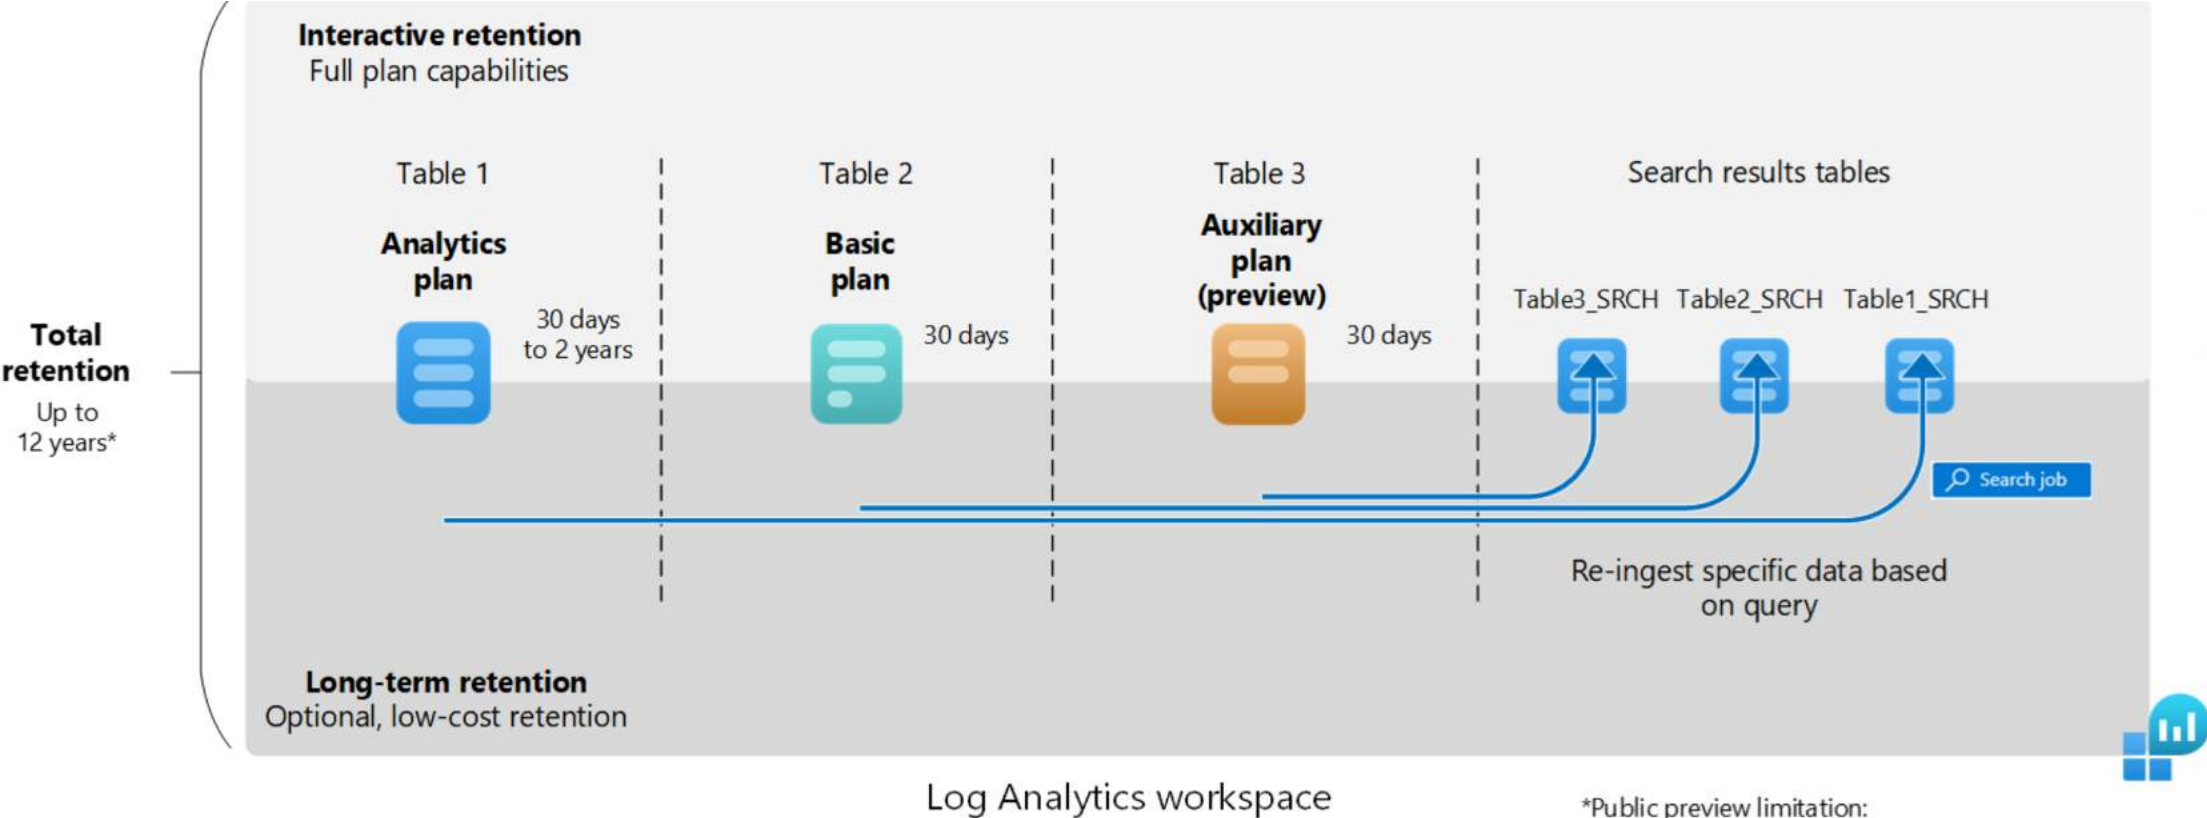 Interactive retention
Full plan capabilities
Table 1
Table 2
Table 3
Search results tables
Analytics
plan
Basic
plan
Auxiliary
plan
(preview)
30 days
to 2 years
30 days
30 days
Table3_SRCH
Table2_SRCH
Table1_SRCH
Total
retention
Up to
12 years*
Search job
Re-ingest specific data based
on query
Long-term retention
Optional, low-cost retention
Log Analytics workspace
*Public preview limitation: